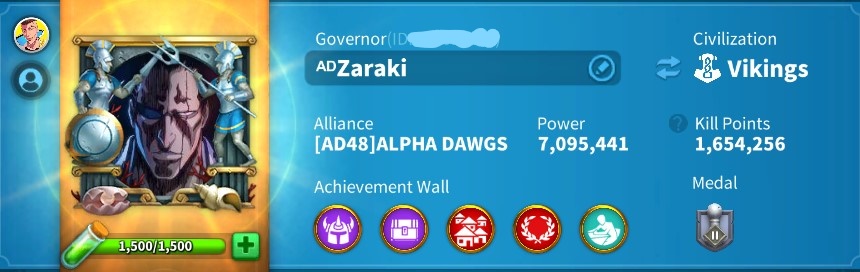 Governor(ID
Civilization
ᴬᴰZaraki
Vikings
Alliance
Power
? Kill Points
[AD48]ALPHA DAWGS
7,095,441
1,654,256
Achievement Wall
Medal
1,500/1,500
II